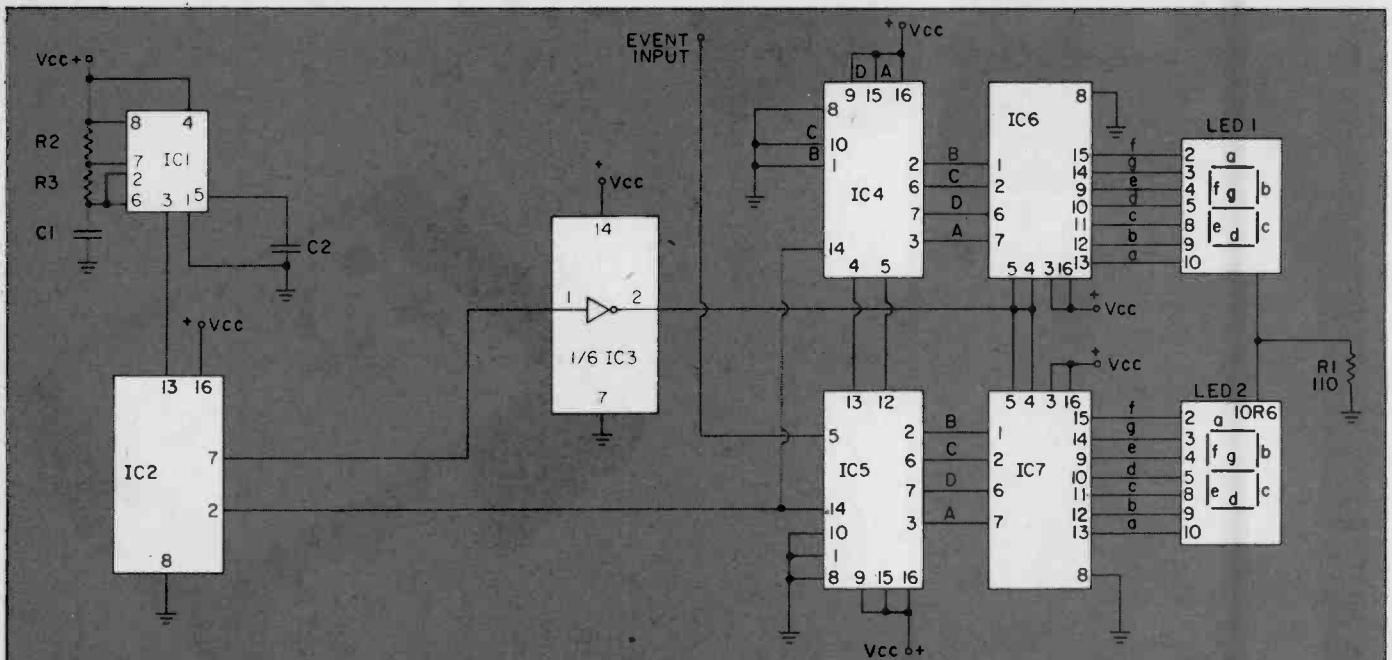 Vcc+
R2
R3
C1
8 4
7 IC1
2
6 3 1 5
C2
+Vcc
13 16
IC2
7
2
8
+
Vcc
14
1 2
1/6 IC3
7
EVENT
INPUT
+
Vcc
D A
9 15 16
8
C
10
B
1
IC4
2
6
7
3
14
4 5
B
C
D
A
8
IC6
1
2
6
7
15
14
9
10
11
12
13
5 4 3 16
f
g
e
d
c
b
a
LED 1
2
3
4
5
8
9
10
a
f g b
e d c
+
Vcc
R1
110
13 12
5
IC5
2
6
7
3
14
10
1
8 9 15 16
Vcc +
B
C
D
A
+
Vcc
5 4 3 16
1
2
6
7
IC7
15
14
9
10
11
12
13
8
f
g
e
d
c
b
a
LED2
10R6
2
3
4
5
8
9
10
a
f g b
e d c